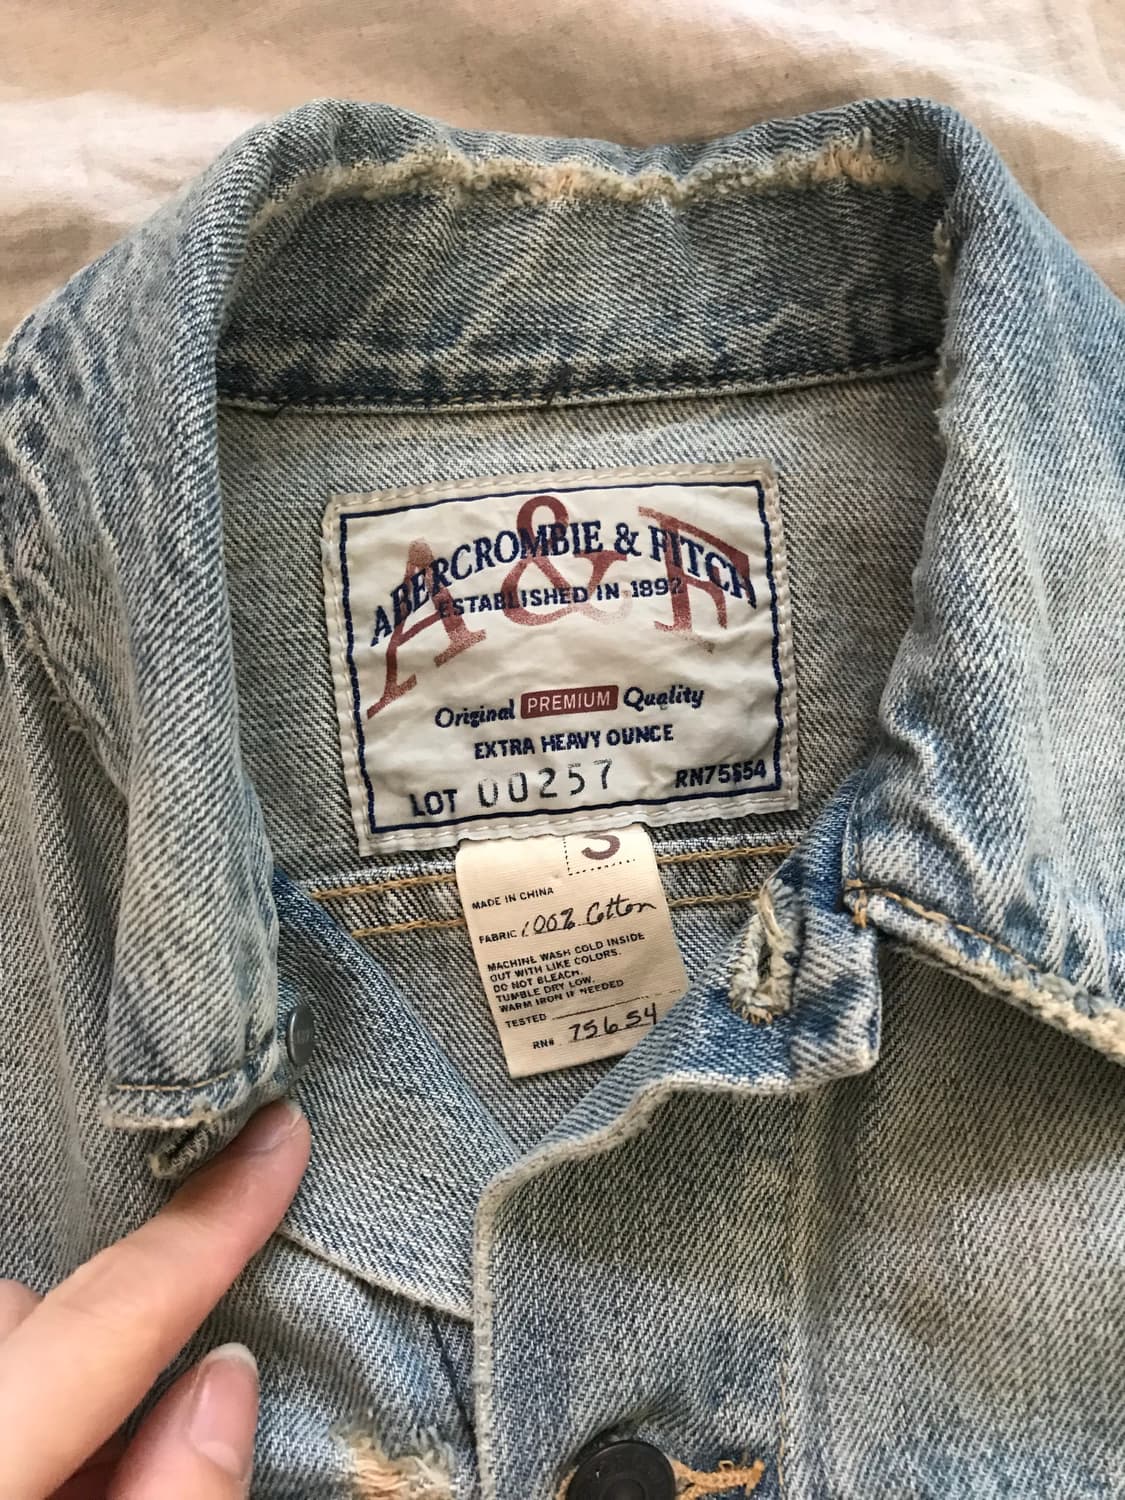 A&F
ABERCROMBIE & FITCH
ESTABLISHED IN 1892
Original PREMIUM Quality
EXTRA HEAVY OUNCE
LOT 00257 RN75654
S
MADE IN CHINA
FABRIC 100% Cotton
MACHINE WASH COLD INSIDE
OUT WITH LIKE COLORS.
DO NOT BLEACH.
TUMBLE DRY LOW.
WARM IRON IF NEEDED
TESTED
RN# 75654